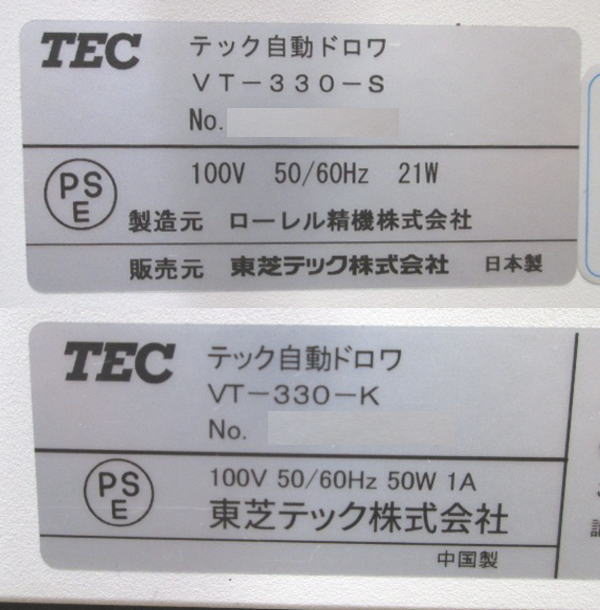 TEC テック自動ドロワ
VT-330-S
No.
PS
E
100V 50/60Hz 21W
製造元 ローレル精機株式会社
販売元 東芝テック株式会社 日本製
TEC テック自動ドロワ
VT-330-K
No.
PS
E
100V 50/60Hz 50W 1A
東芝テック株式会社
中国製